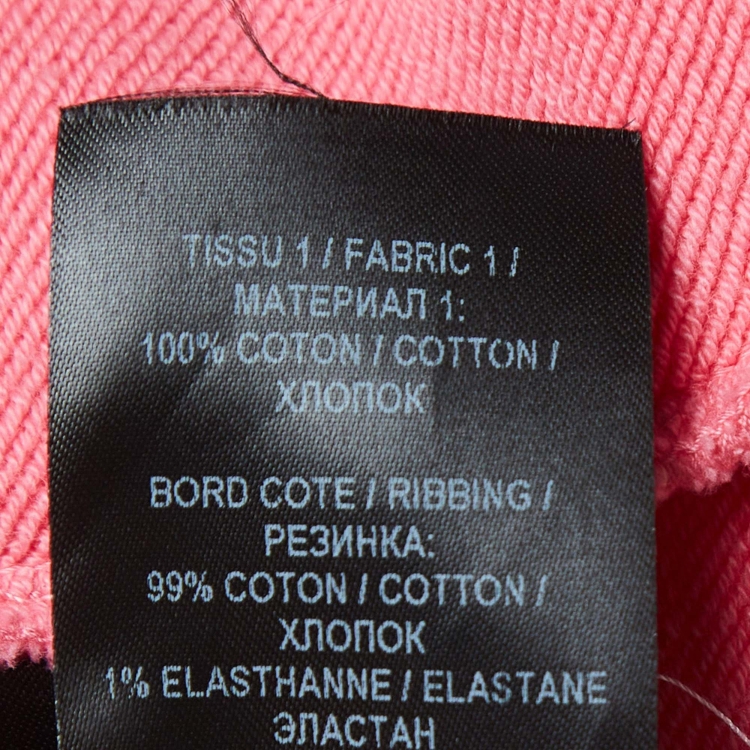 TISSU 1 / FABRIC 1 /
МАТЕРИАЛ 1:
100% COTON / COTTON /
ХЛОПОК
BORD COTE / RIBBING /
РЕЗИНКА:
99% COTON / COTTON /
ХЛОПОК
1% ELASTHANNE / ELASTANE
ЭЛАСТАН